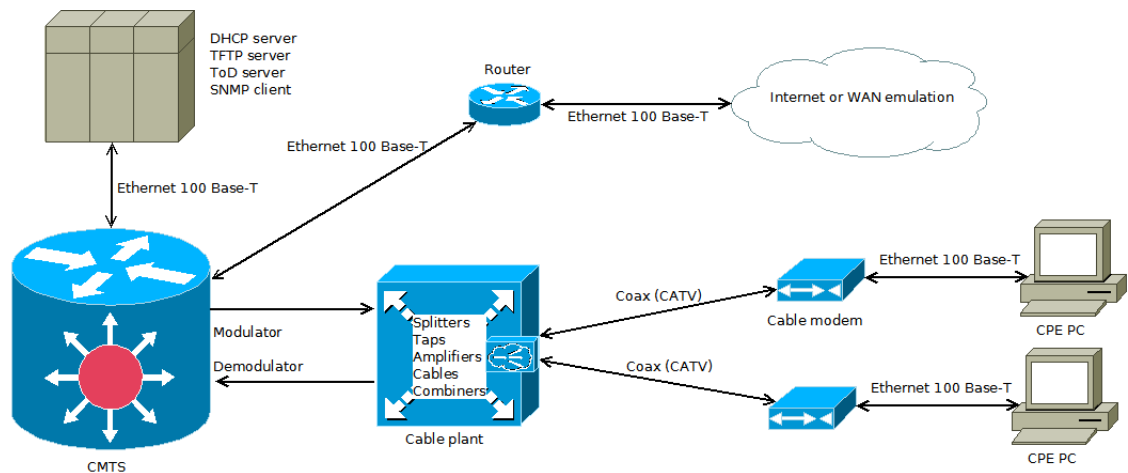 DHCP server
TFTP server
ToD server
SNMP client
Router
Internet or WAN emulation
Ethernet 100 Base-T
Ethernet 100 Base-T
Ethernet 100 Base-T
Ethernet 100 Base-T
Coax (CATV)
Splitters
Taps
Amplifiers
Cables
Combiners
Modulator
Demodulator
Cable modem
CPE PC
Coax (CATV)
Ethernet 100 Base-T
Cable plant
CPE PC
CMTS